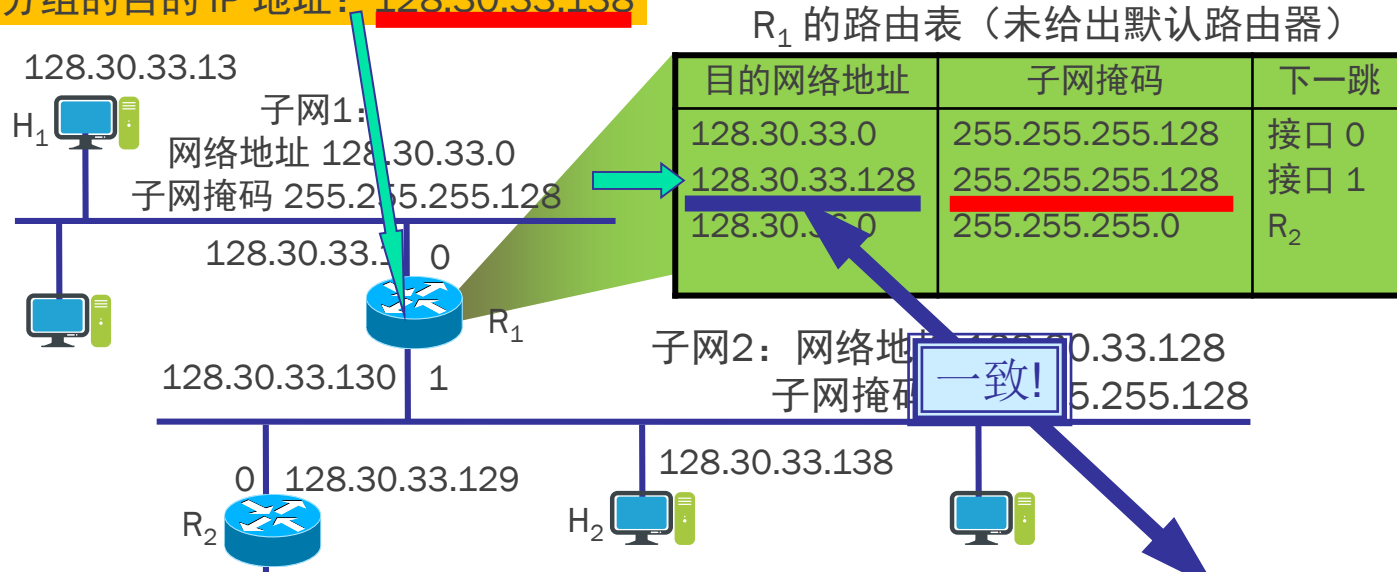 分组的目的 IP 地址：128.30.33.138
R1 的路由表（未给出默认路由器）
目的网络地址 子网掩码 下一跳
128.30.33.0 255.255.255.128 接口 0
128.30.33.128 255.255.255.128 接口 1
255.255.255.0 R2
128.30.33.13
H1
子网1：
网络地址 128.30.33.0
子网掩码 255.255.255.128
0
R1
128.30.33.130 1
子网2：网络地 0.33.128
子网掩码 5.255.128
一致!
0 128.30.33.129
R2
128.30.33.138
H2